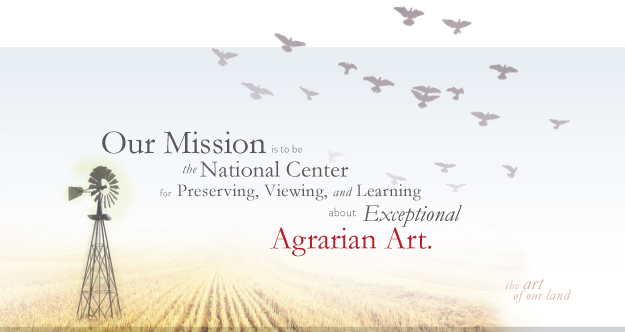 Our Mission is to be
the National Center
for Preserving, Viewing, and Learning
about Exceptional
Agrarian Art.
the art
of our land